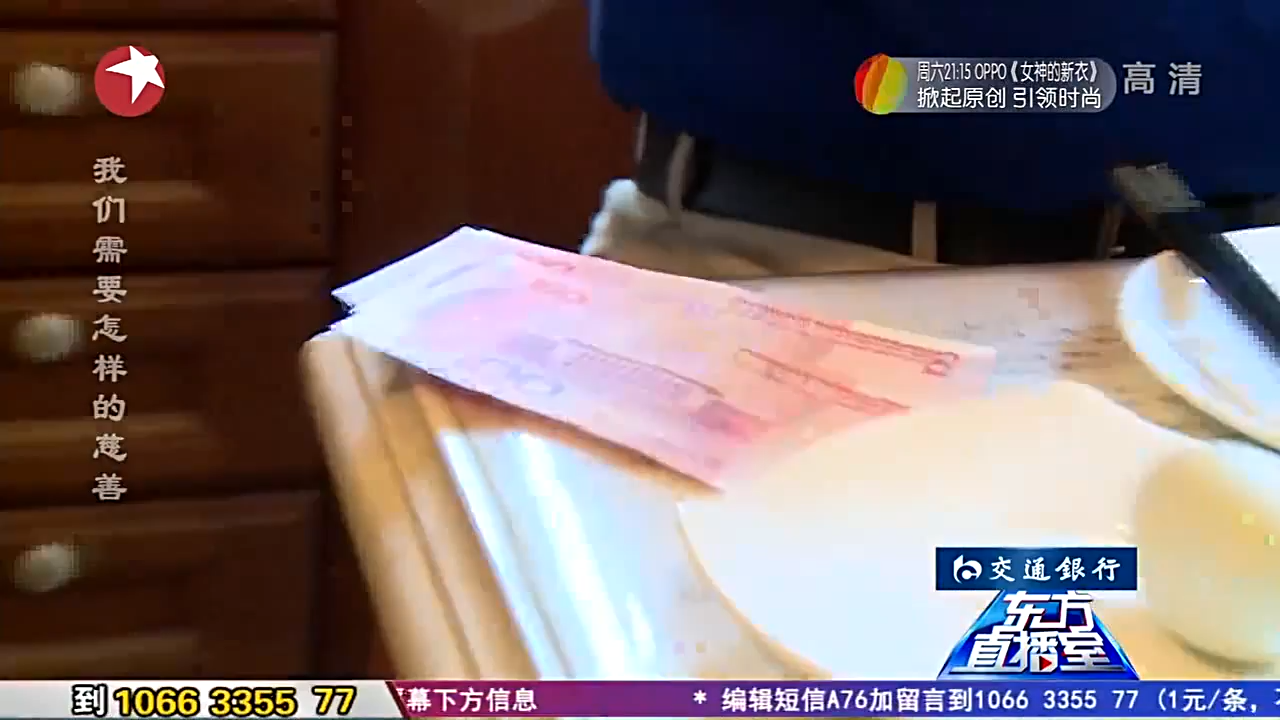 周六21:15 OPPO《女神的新衣》
掀起原创 引领时尚
高清
我们需要怎样的慈善
交通銀行
东方
直播室
到 1066 3355 77
幕下方信息 * 编辑短信A76加留言到1066 3355 77 (1元/条,